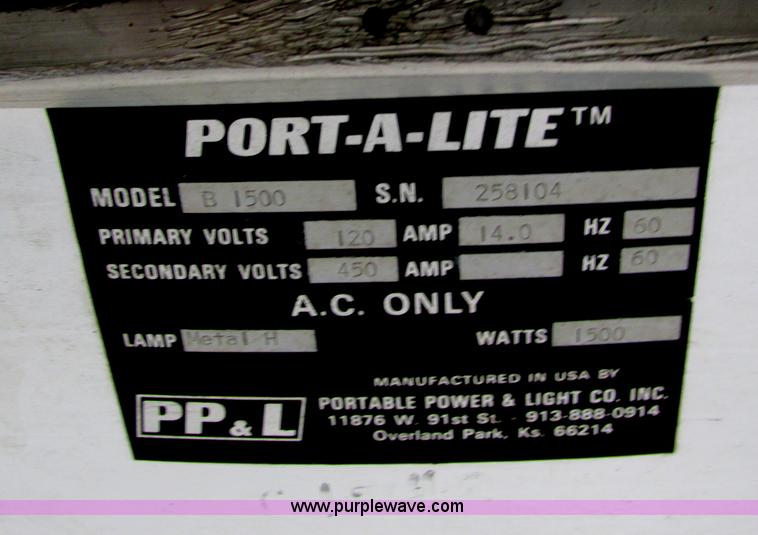 PORT-A-LITE™
MODEL B 1500 S.N. 258104
PRIMARY VOLTS 120 AMP 14.0 HZ 60
SECONDARY VOLTS 450 AMP HZ 60
A.C. ONLY
LAMP Metal H WATTS 1500
MANUFACTURED IN USA BY
PP&L PORTABLE POWER & LIGHT CO. INC.
11876 W. 91st St. - 913-888-0914
Overland Park, Ks. 66214
www.purplewave.com